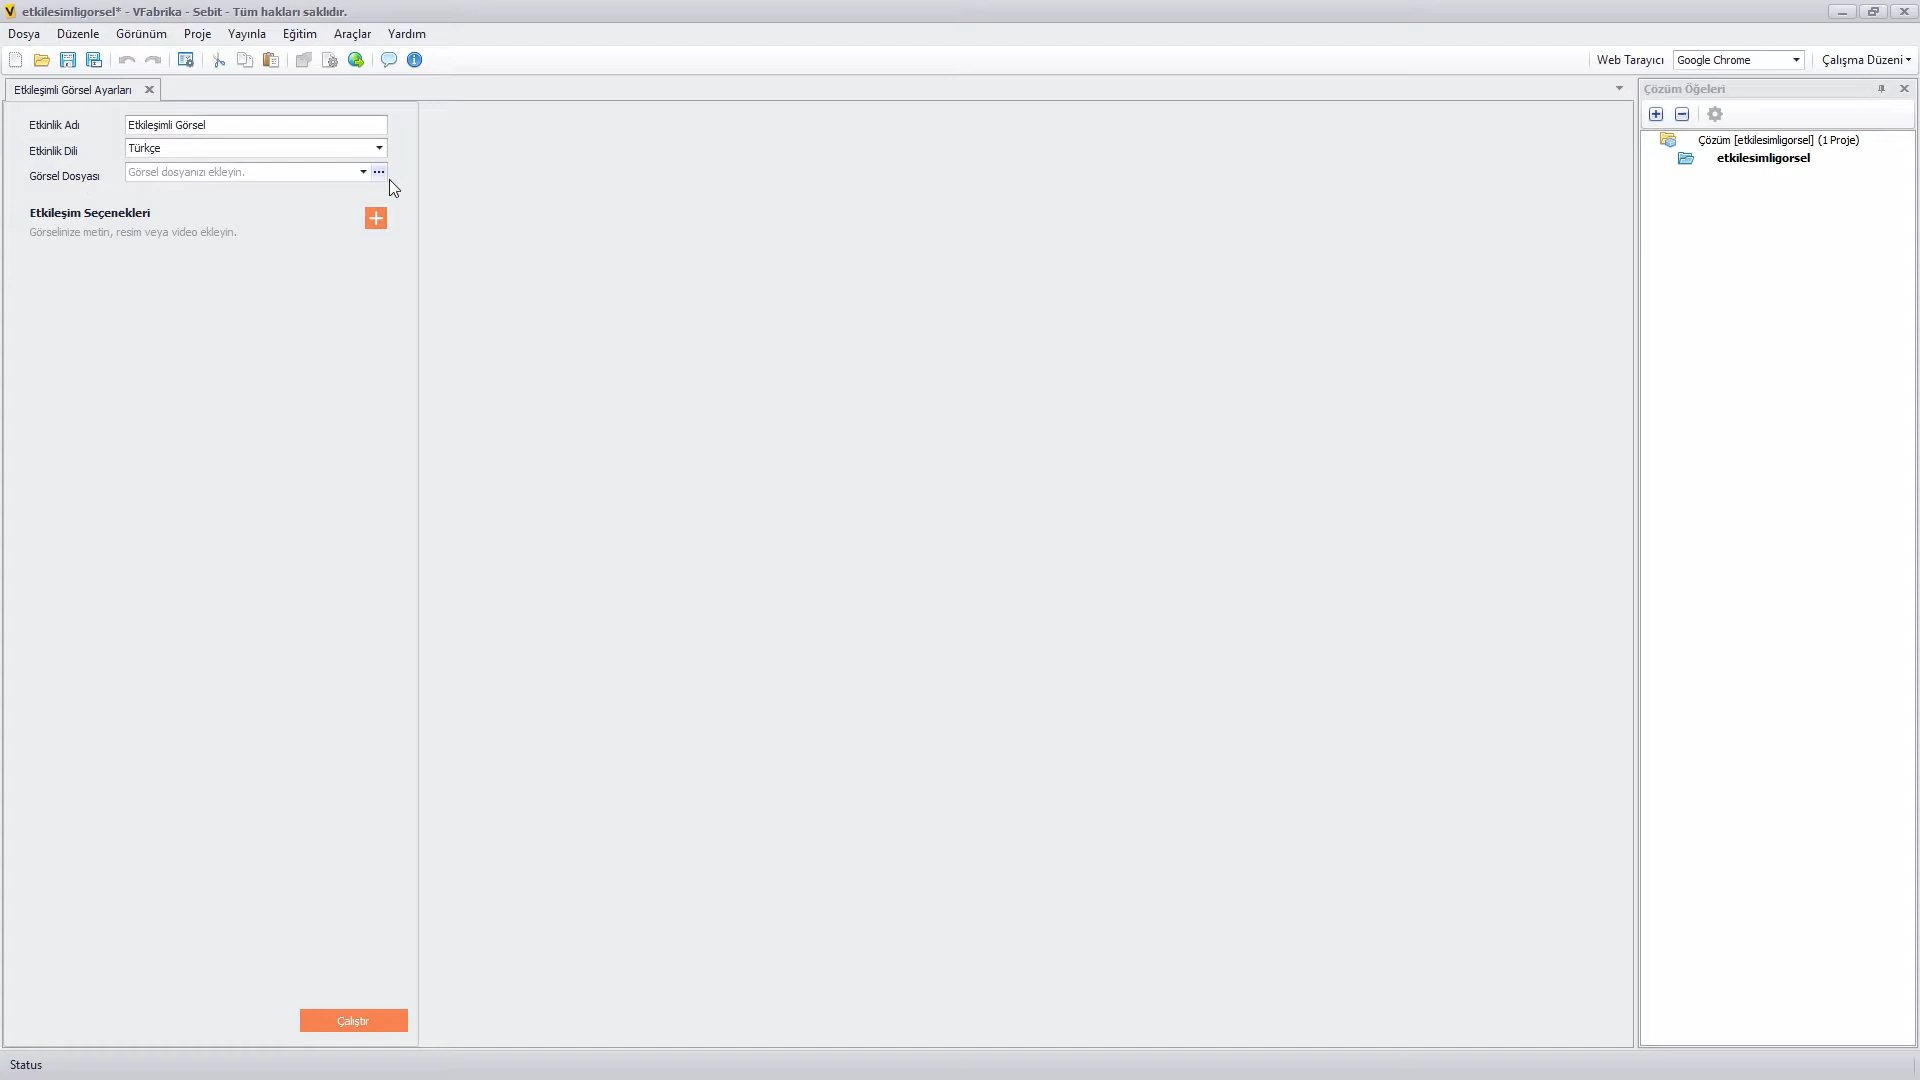 etkilesimligorsel* - VFabrika - Sebit - Tüm hakları saklıdır.
Dosya Düzenle Görünüm Proje Yayınla Eğitim Araçlar Yardım
Web Tarayıcı Google Chrome Çalışma Düzeni
Etkileşimli Görsel Ayarları
Çözüm Öğeleri
Etkinlik Adı Etkileşimli Görsel
Etkinlik Dili Türkçe
Görsel Dosyası Görsel dosyanızı ekleyin.
Etkileşim Seçenekleri
Görselinize metin, resim veya video ekleyin.
Çözüm [etkilesimligorsel] (1 Proje)
etkilesimligorsel
Çalıştır
Status